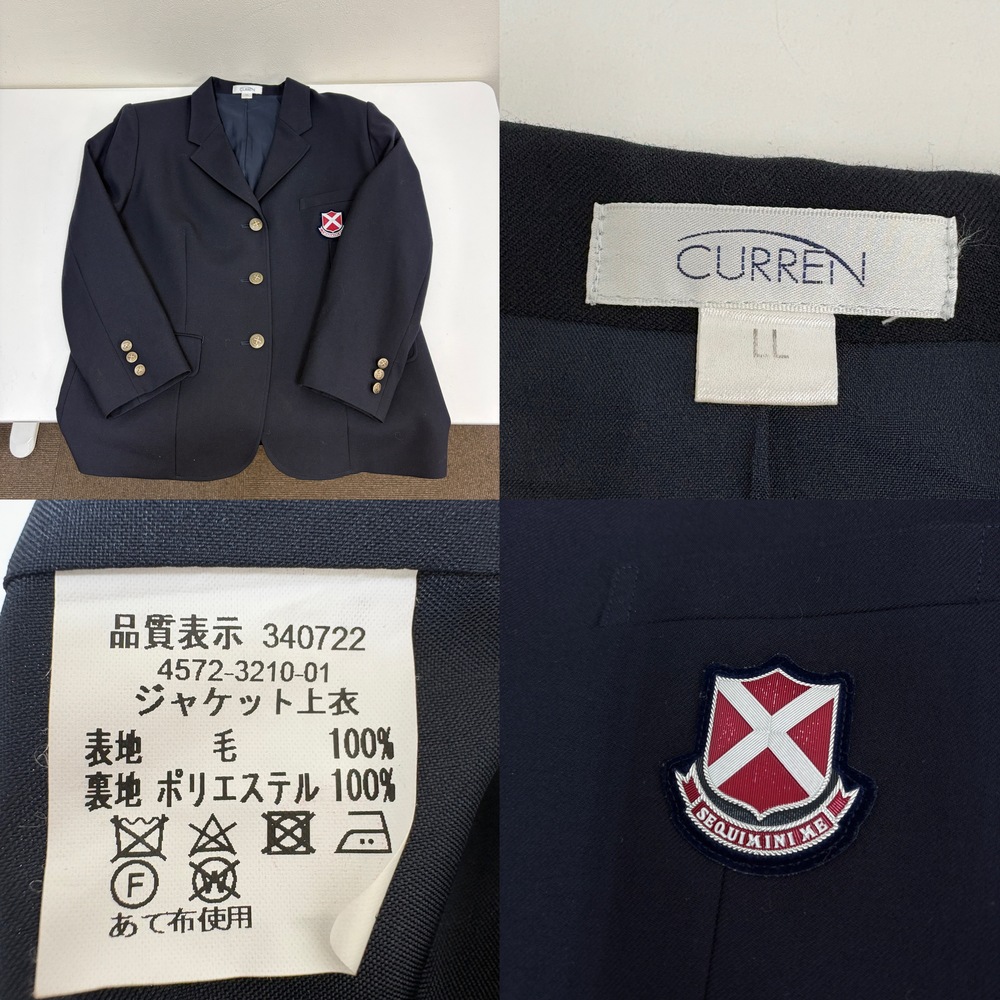 CURREN
LL
品質表示 340722
4572-3210-01
ジャケット上衣
表地 毛 100%
裏地 ポリエステル 100%
F
W
あて布使用
SEQUIMINI ME